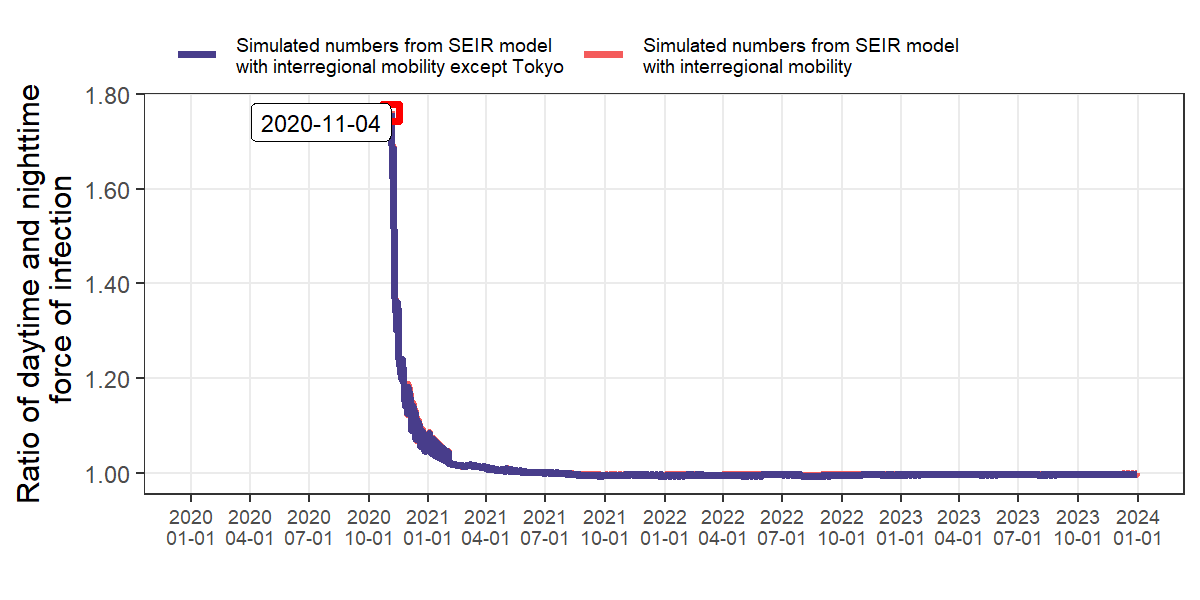 Simulated numbers from SEIR model
with interregional mobility except Tokyo
Simulated numbers from SEIR model
with interregional mobility
Ratio of daytime and nighttime
force of infection
1.80
1.60
1.40
1.20
1.00
2020-11-04
2020 2020 2020 2020 2021 2021 2021 2021 2022 2022 2022 2022 2023 2023 2023 2023 2024
01-01 04-01 07-01 10-01 01-01 04-01 07-01 10-01 01-01 04-01 07-01 10-01 01-01 04-01 07-01 10-01 01-01